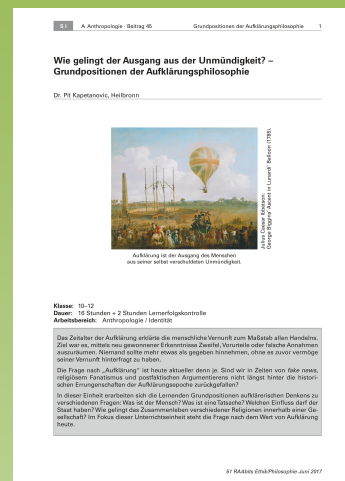 S I
A Anthropologie · Beitrag 45
Grundpositionen der Aufklärungsphilosophie
1
Wie gelingt der Ausgang aus der Unmündigkeit? –
Grundpositionen der Aufklärungsphilosophie
Dr. Pit Kapetanovic, Heilbronn
Julius Caesar Ibbetson:
George Biggins' Ascent in Lunardi' Balloon (1785).
Aufklärung ist der Ausgang des Menschen
aus seiner selbst verschuldeten Unmündigkeit.
Klasse: 10–12
Dauer: 16 Stunden + 2 Stunden Lernerfolgskontrolle
Arbeitsbereich: Anthropologie / Identität
Das Zeitalter der Aufklärung erklärte die menschliche Vernunft zum Maßstab allen Handelns.
Ziel war es, mittels neu gewonnener Erkenntnisse Zweifel, Vorurteile oder falsche Annahmen
auszuräumen. Niemand sollte mehr etwas als gegeben hinnehmen, ohne es zuvor vermöge
seiner Vernunft hinterfragt zu haben.
Die Frage nach „Aufklärung" ist heute aktueller denn je. Sind wir in Zeiten von fake news,
religiösem Fanatismus und postfaktischen Argumentierens nicht längst hinter die histori-
schen Errungenschaften der Aufklärungsepoche zurückgefallen?
In dieser Einheit erarbeiten sich die Lernenden Grundpositionen aufklärerischen Denkens zu
verschiedenen Fragen: Was ist der Mensch? Was ist eine Tatsache? Welchen Einfluss darf der
Staat haben? Wie gelingt das Zusammenleben verschiedener Religionen innerhalb einer Ge-
sellschaft? Im Fokus dieser Unterrichtseinheit steht die Frage nach dem Wert von Aufklärung
heute.
51 RAAbits Ethik/Philosophie Juni 2017